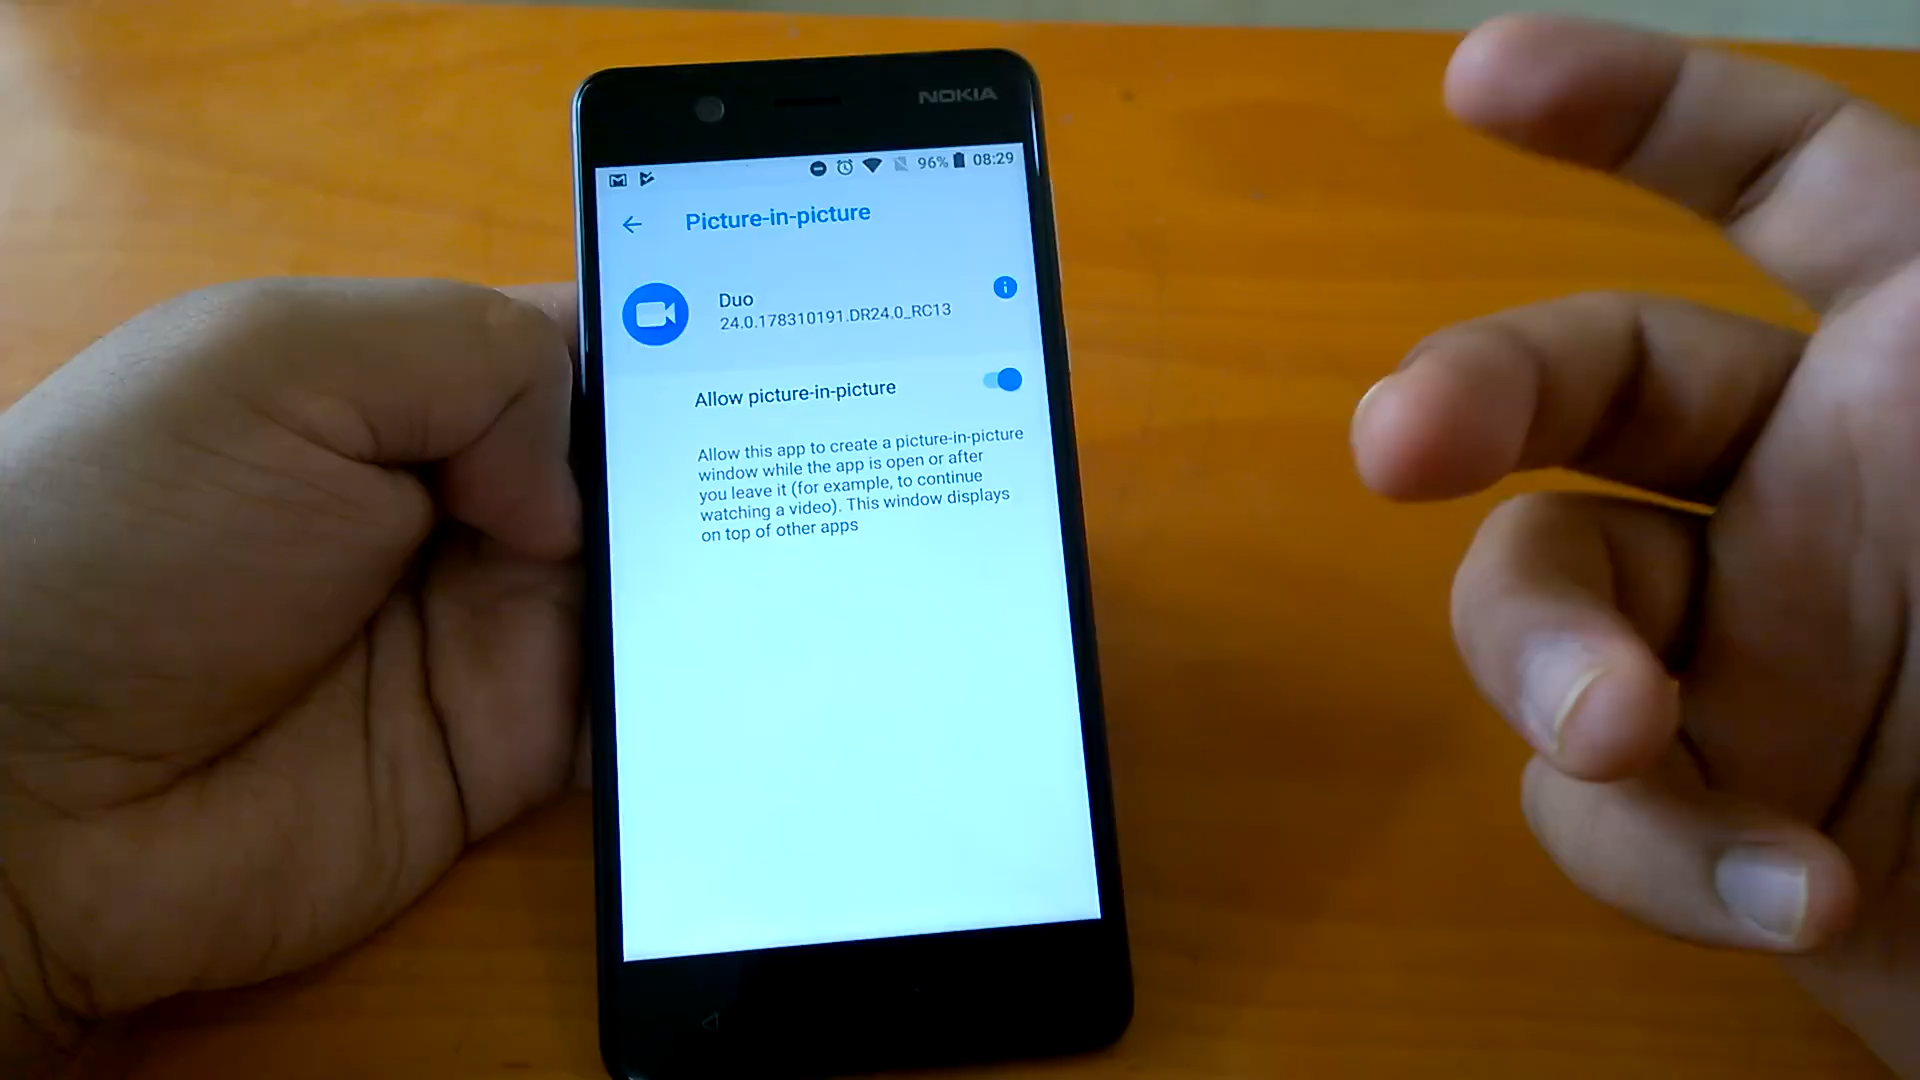 NOKIA
96% 08:29
Picture-in-picture
Duo
24.0.178310191.DR24.0_RC13
Allow picture-in-picture
Allow this app to create a picture-in-picture
window while the app is open or after
you leave it (for example, to continue
watching a video). This window displays
on top of other apps